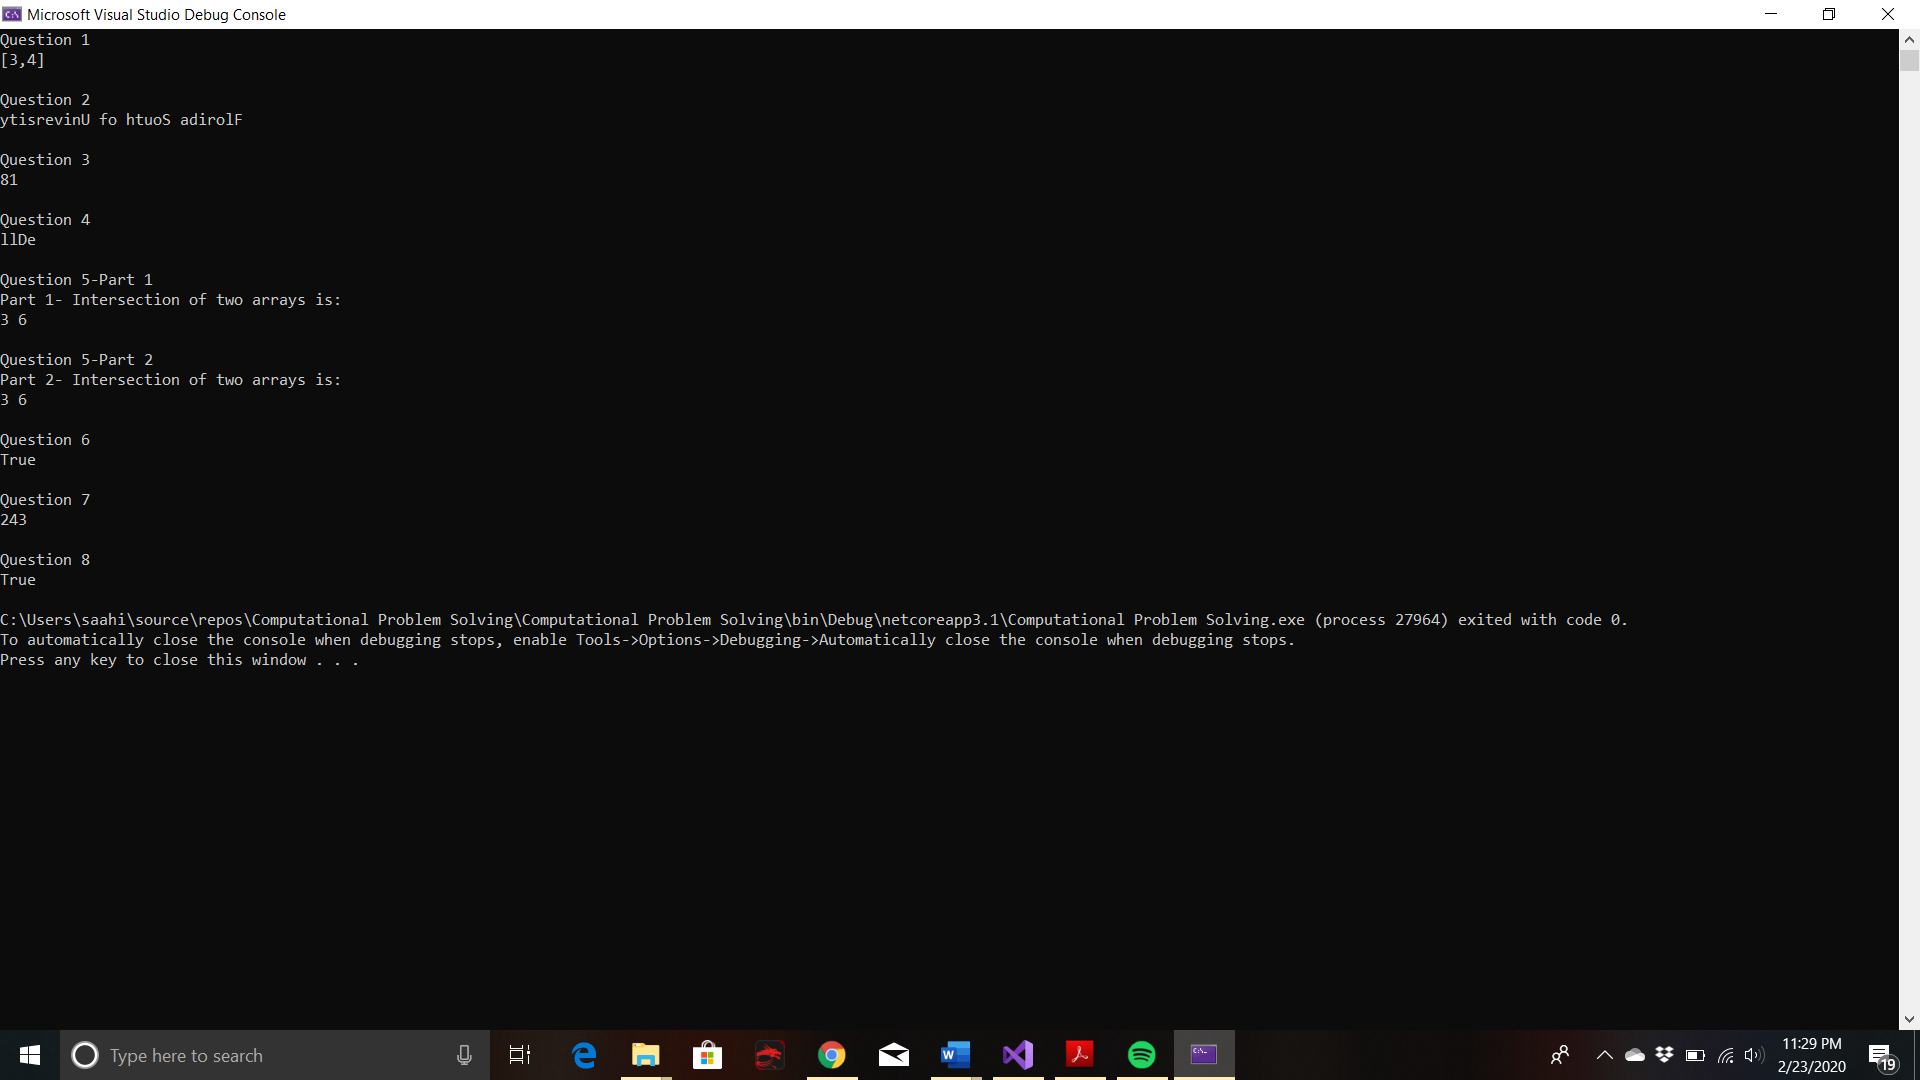 Microsoft Visual Studio Debug Console
Question 1
[3,4]
Question 2
ytisrevinU fo htuoS adirolF
Question 3
81
Question 4
llDe
Question 5-Part 1
Part 1- Intersection of two arrays is:
3 6
Question 5-Part 2
Part 2- Intersection of two arrays is:
3 6
Question 6
True
Question 7
243
Question 8
True
C:\Users\saahi\source\repos\Computational Problem Solving\Computational Problem Solving\bin\Debug\netcoreapp3.1\Computational Problem Solving.exe (process 27964) exited with code 0.
To automatically close the console when debugging stops, enable Tools->Options->Debugging->Automatically close the console when debugging stops.
Press any key to close this window . . .
Type here to search
11:29 PM
2/23/2020
19